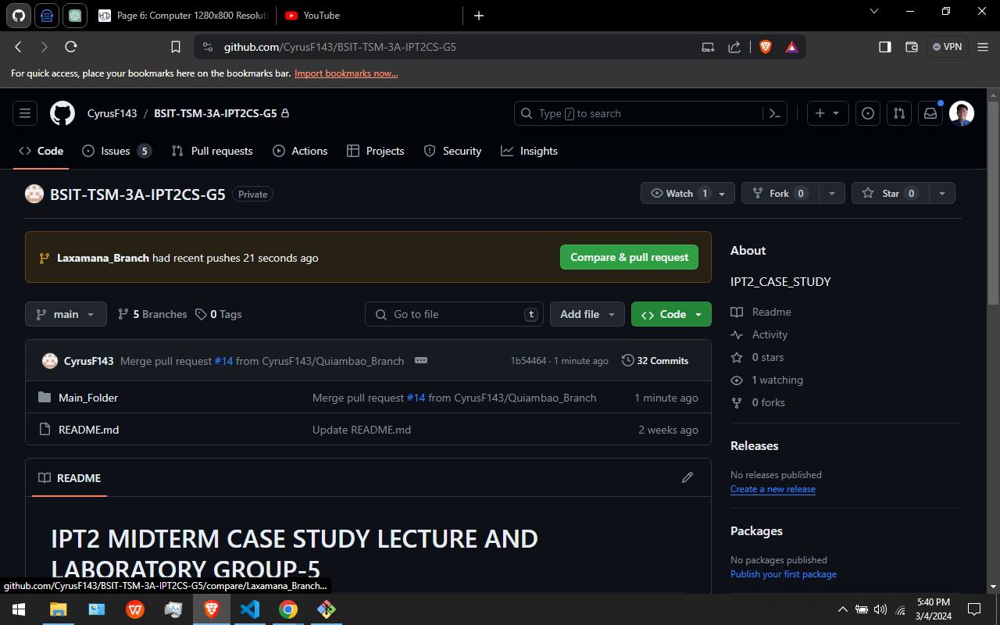 Page 6: Computer 1280x800 Resoluti
YouTube
github.com/CyrusF143/BSIT-TSM-3A-IPT2CS-G5
VPN
For quick access, place your bookmarks here on the bookmarks bar. Import bookmarks now...
CyrusF143 / BSIT-TSM-3A-IPT2CS-G5
Type / to search
Code
Issues 5
Pull requests
Actions
Projects
Security
Insights
BSIT-TSM-3A-IPT2CS-G5 Private
Watch 1
Fork 0
Star 0
Laxamana_Branch had recent pushes 21 seconds ago
Compare & pull request
main
5 Branches
0 Tags
Go to file t
Add file
Code
CyrusF143 Merge pull request #14 from CyrusF143/Quiambao_Branch
1b54464 · 1 minute ago
32 Commits
Main_Folder Merge pull request #14 from CyrusF143/Quiambao_Branch 1 minute ago
README.md Update README.md 2 weeks ago
README
IPT2 MIDTERM CASE STUDY LECTURE AND
LABORATORY GROUP-5
About
IPT2_CASE_STUDY
Readme
Activity
0 stars
1 watching
0 forks
Releases
No releases published
Create a new release
Packages
No packages published
Publish your first package
github.com/CyrusF143/BSIT-TSM-3A-IPT2CS-G5/compare/Laxamana_Branch...
5:40 PM
3/4/2024